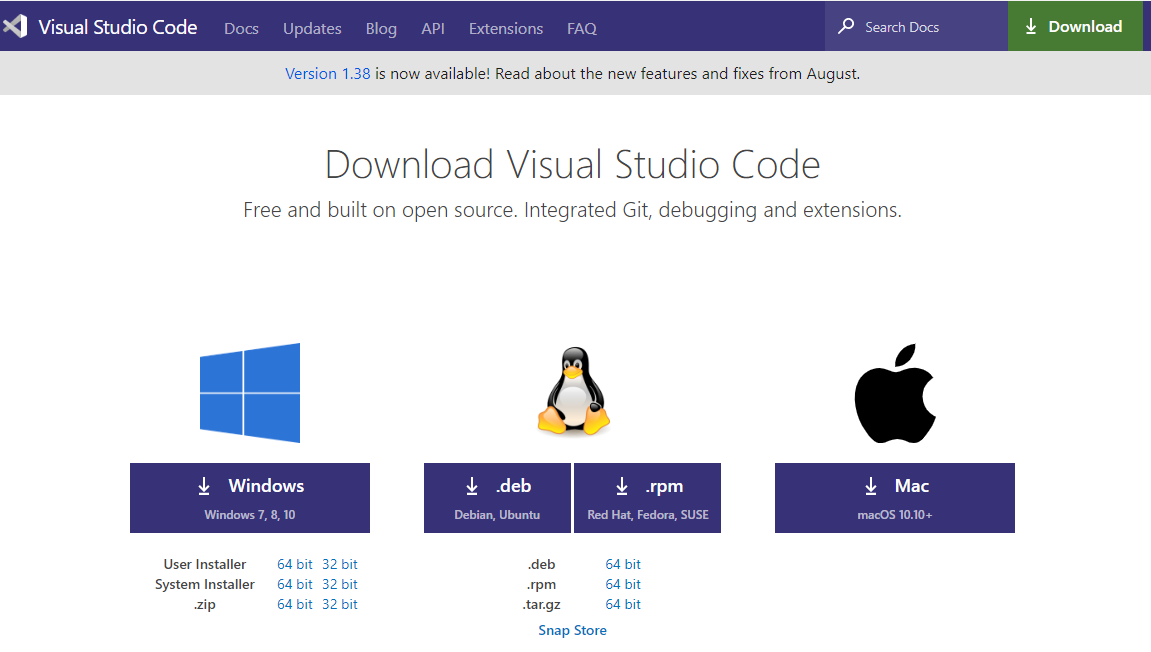 Visual Studio Code Docs Updates Blog API Extensions FAQ Search Docs Download
Version 1.38 is now available! Read about the new features and fixes from August.
Download Visual Studio Code
Free and built on open source. Integrated Git, debugging and extensions.
Windows
Windows 7, 8, 10
.deb
Debian, Ubuntu
.rpm
Red Hat, Fedora, SUSE
Mac
macOS 10.10+
User Installer 64 bit 32 bit
System Installer 64 bit 32 bit
.zip 64 bit 32 bit
.deb 64 bit
.rpm 64 bit
.tar.gz 64 bit
Snap Store